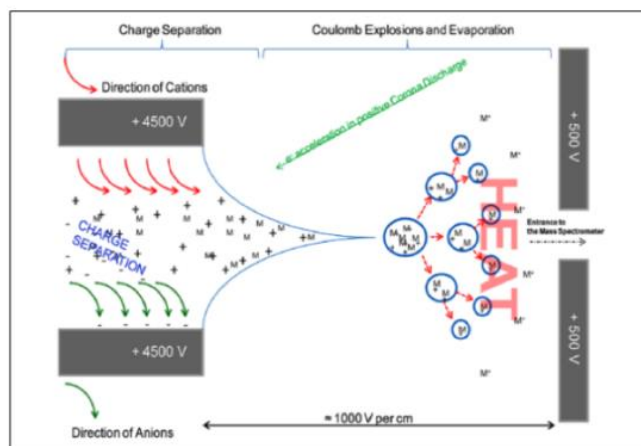 Charge Separation
Coulomb Explosions and Evaporation
Direction of Cations
+ 4500 V
e- acceleration in positve Corona Discharge
CHARGE
SEPARATION
HEAT
M⁺
M⁺
M⁺
M⁺
M⁺
M⁺
M⁺
+ 500 V
Entrance to
the Mass Spectrometer
+ 4500 V
+ 500 V
≈ 1000 V per cm
Direction of Anions